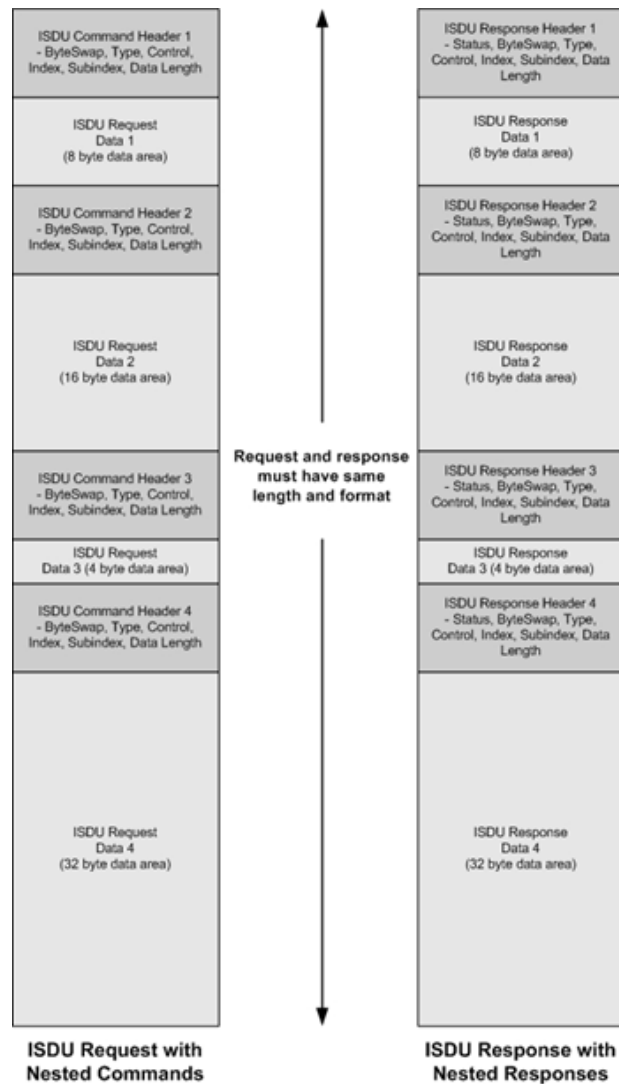 ISDU Command Header 1
- ByteSwap, Type, Control,
Index, Subindex, Data Length
ISDU Request
Data 1
(8 byte data area)
ISDU Command Header 2
- ByteSwap, Type, Control,
Index, Subindex, Data Length
ISDU Request
Data 2
(16 byte data area)
ISDU Command Header 3
- ByteSwap, Type, Control,
Index, Subindex, Data Length
ISDU Request
Data 3 (4 byte data area)
ISDU Command Header 4
- ByteSwap, Type, Control,
Index, Subindex, Data Length
ISDU Request
Data 4
(32 byte data area)
ISDU Request with
Nested Commands
Request and response
must have same
length and format
ISDU Response Header 1
- Status, ByteSwap, Type,
Control, Index, Subindex, Data
Length
ISDU Response
Data 1
(8 byte data area)
ISDU Response Header 2
- Status, ByteSwap, Type,
Control, Index, Subindex, Data
Length
ISDU Response
Data 2
(16 byte data area)
ISDU Response Header 3
- Status, ByteSwap, Type,
Control, Index, Subindex, Data
Length
ISDU Response
Data 3 (4 byte data area)
ISDU Response Header 4
- Status, ByteSwap, Type,
Control, Index, Subindex, Data
Length
ISDU Response
Data 4
(32 byte data area)
ISDU Response with
Nested Responses